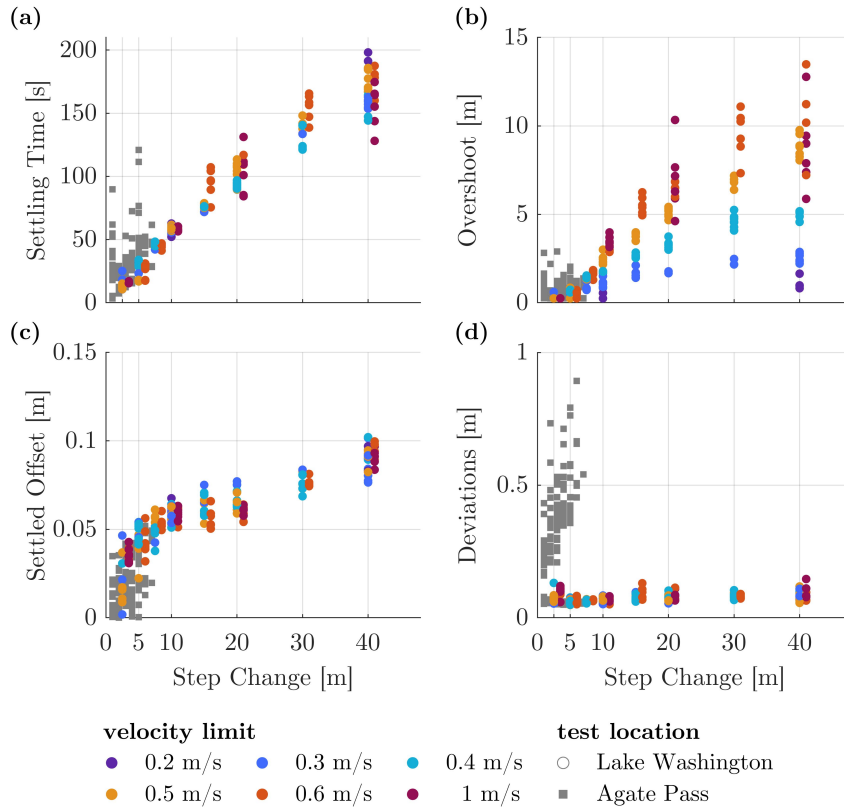 (a)
Settling Time [s]
200
150
100
50
0
(b)
Overshoot [m]
15
10
5
0
(c)
Settled Offset [m]
0.15
0.1
0.05
0
0 5 10 20 30 40
Step Change [m]
(d)
Deviations [m]
1
0.5
0
0 5 10 20 30 40
Step Change [m]
velocity limit
0.2 m/s 0.3 m/s 0.4 m/s
0.5 m/s 0.6 m/s 1 m/s
test location
Lake Washington
Agate Pass